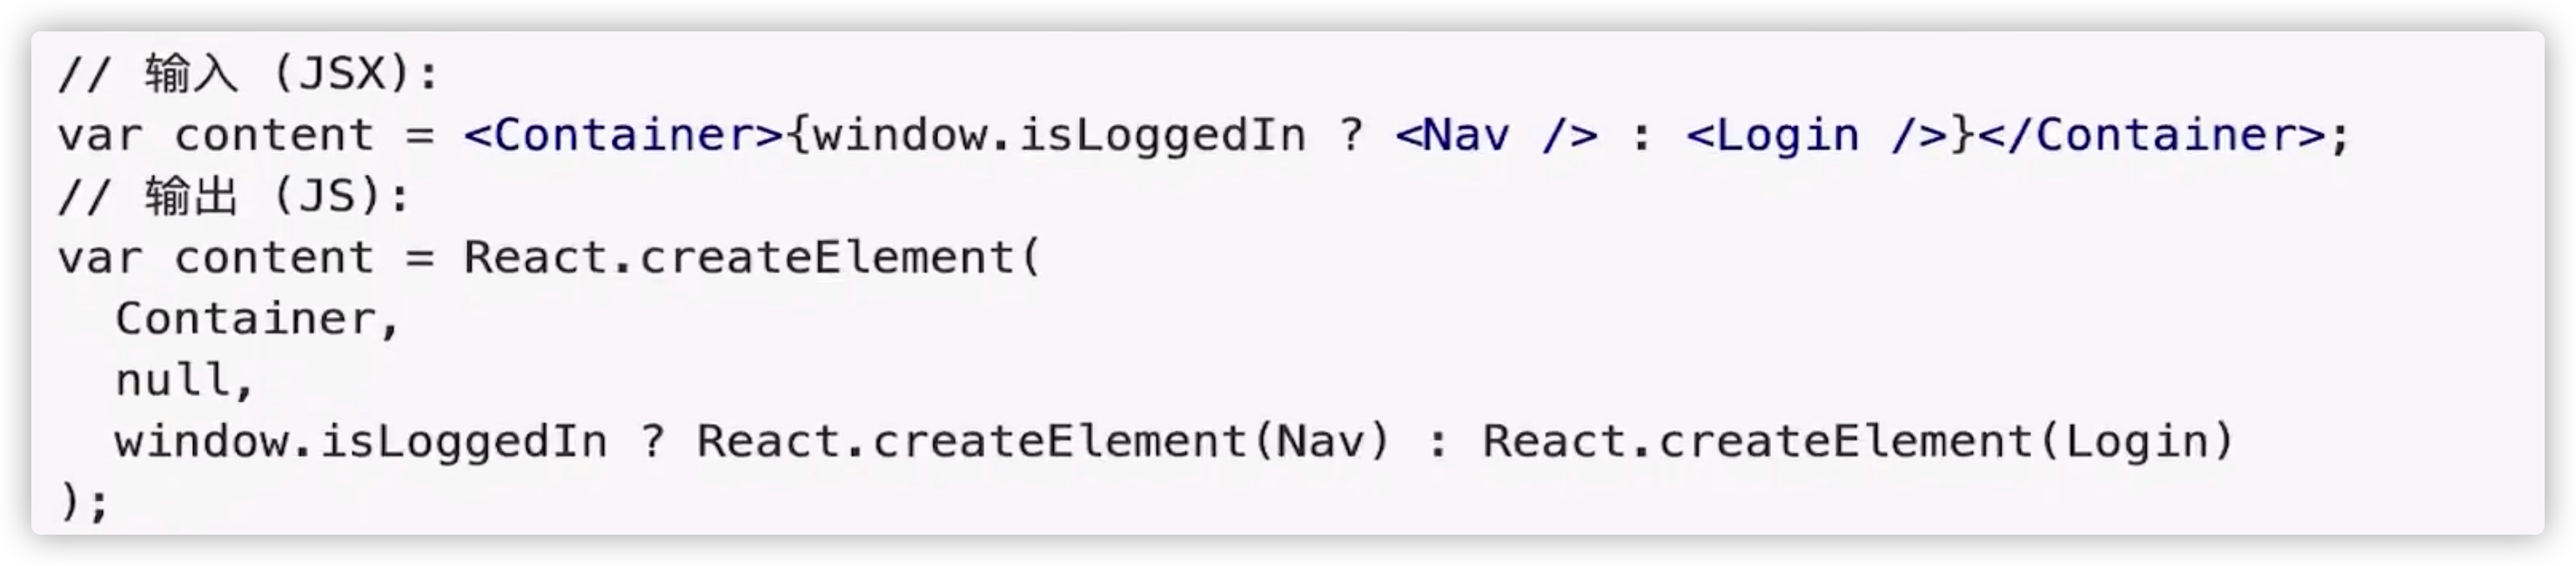 // 输入 (JSX):
var content = <Container>{window.isLoggedIn ? <Nav /> : <Login />}</Container>;
// 输出 (JS):
var content = React.createElement(
  Container,
  null,
  window.isLoggedIn ? React.createElement(Nav) : React.createElement(Login)
);